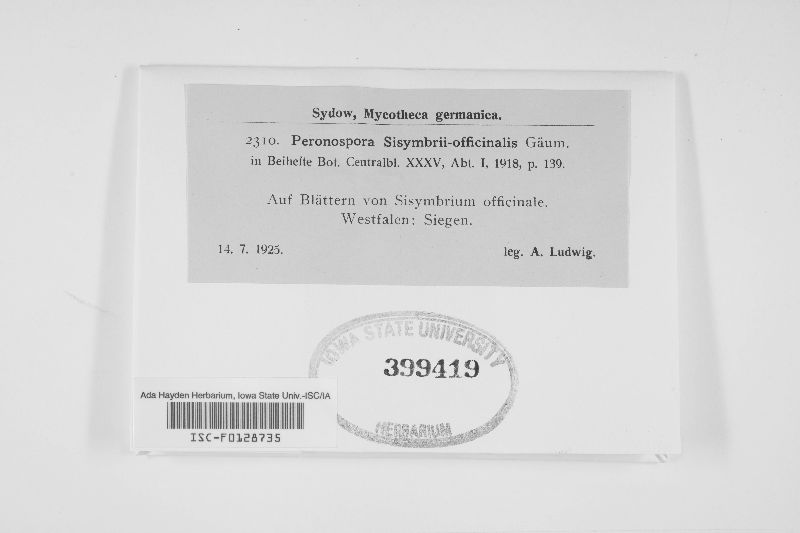 Sydow, Mycotheca germanica.
2310. Peronospora Sisymbrii-officinalis Gäum.
in Beihefte Bot. Centralbl. XXXV, Abt. I, 1918, p. 139.
Auf Blättern von Sisymbrium officinale.
Westfalen: Siegen.
14. 7. 1925. leg. A. Ludwig.
IOWA STATE UNIVERSITY
399419
HERBARIUM
Ada Hayden Herbarium, Iowa State Univ.-ISC/IA
ISC-F0128735